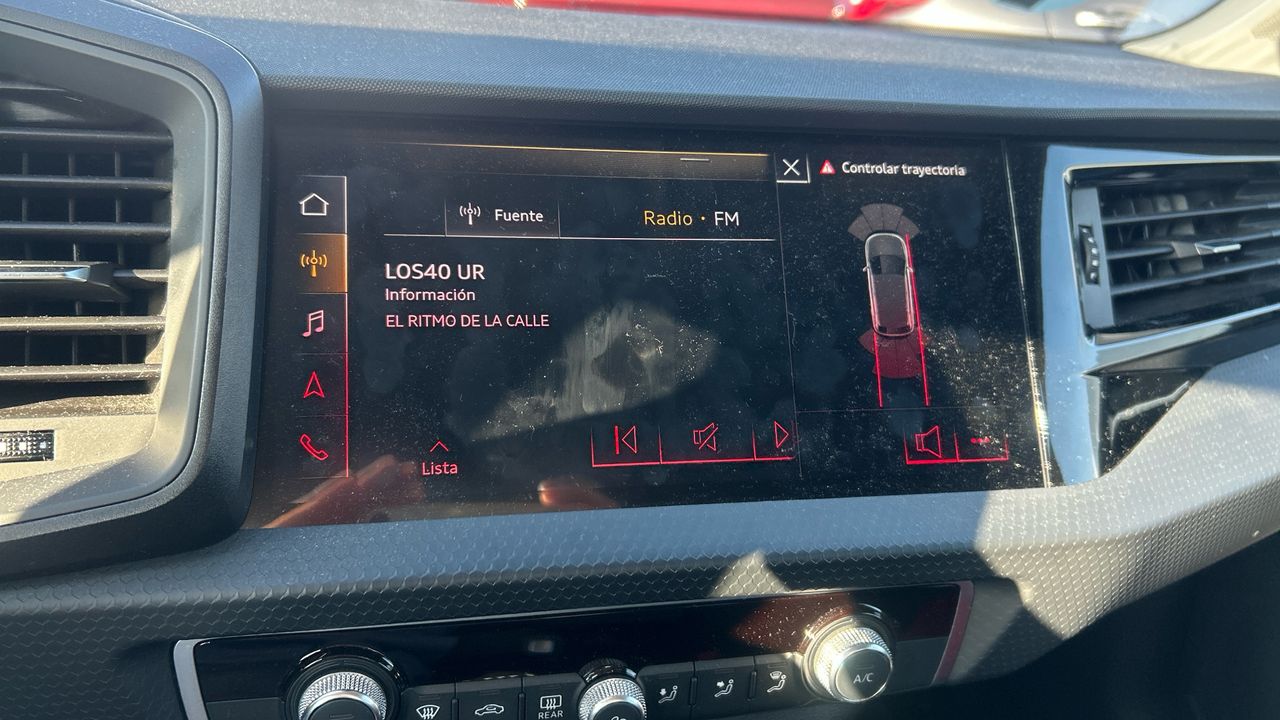 Controlar trayectoria
Fuente
Radio · FM
LOS40 UR
Información
EL RITMO DE LA CALLE
Lista
REAR
A/C